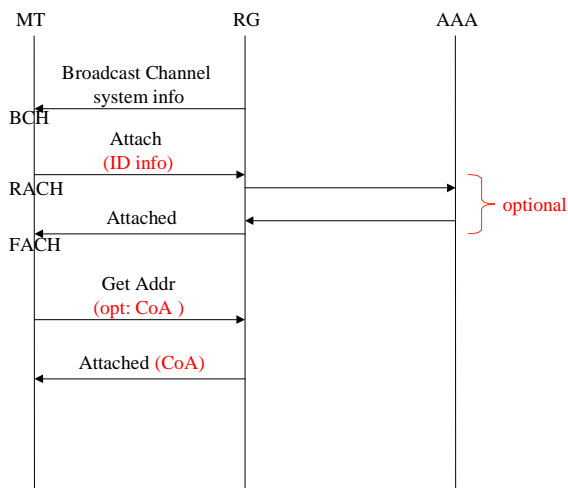 MT RG AAA
Broadcast Channel
system info
BCH
Attach
(ID info)
RACH
optional
Attached
FACH
Get Addr
(opt: CoA )
Attached (CoA)